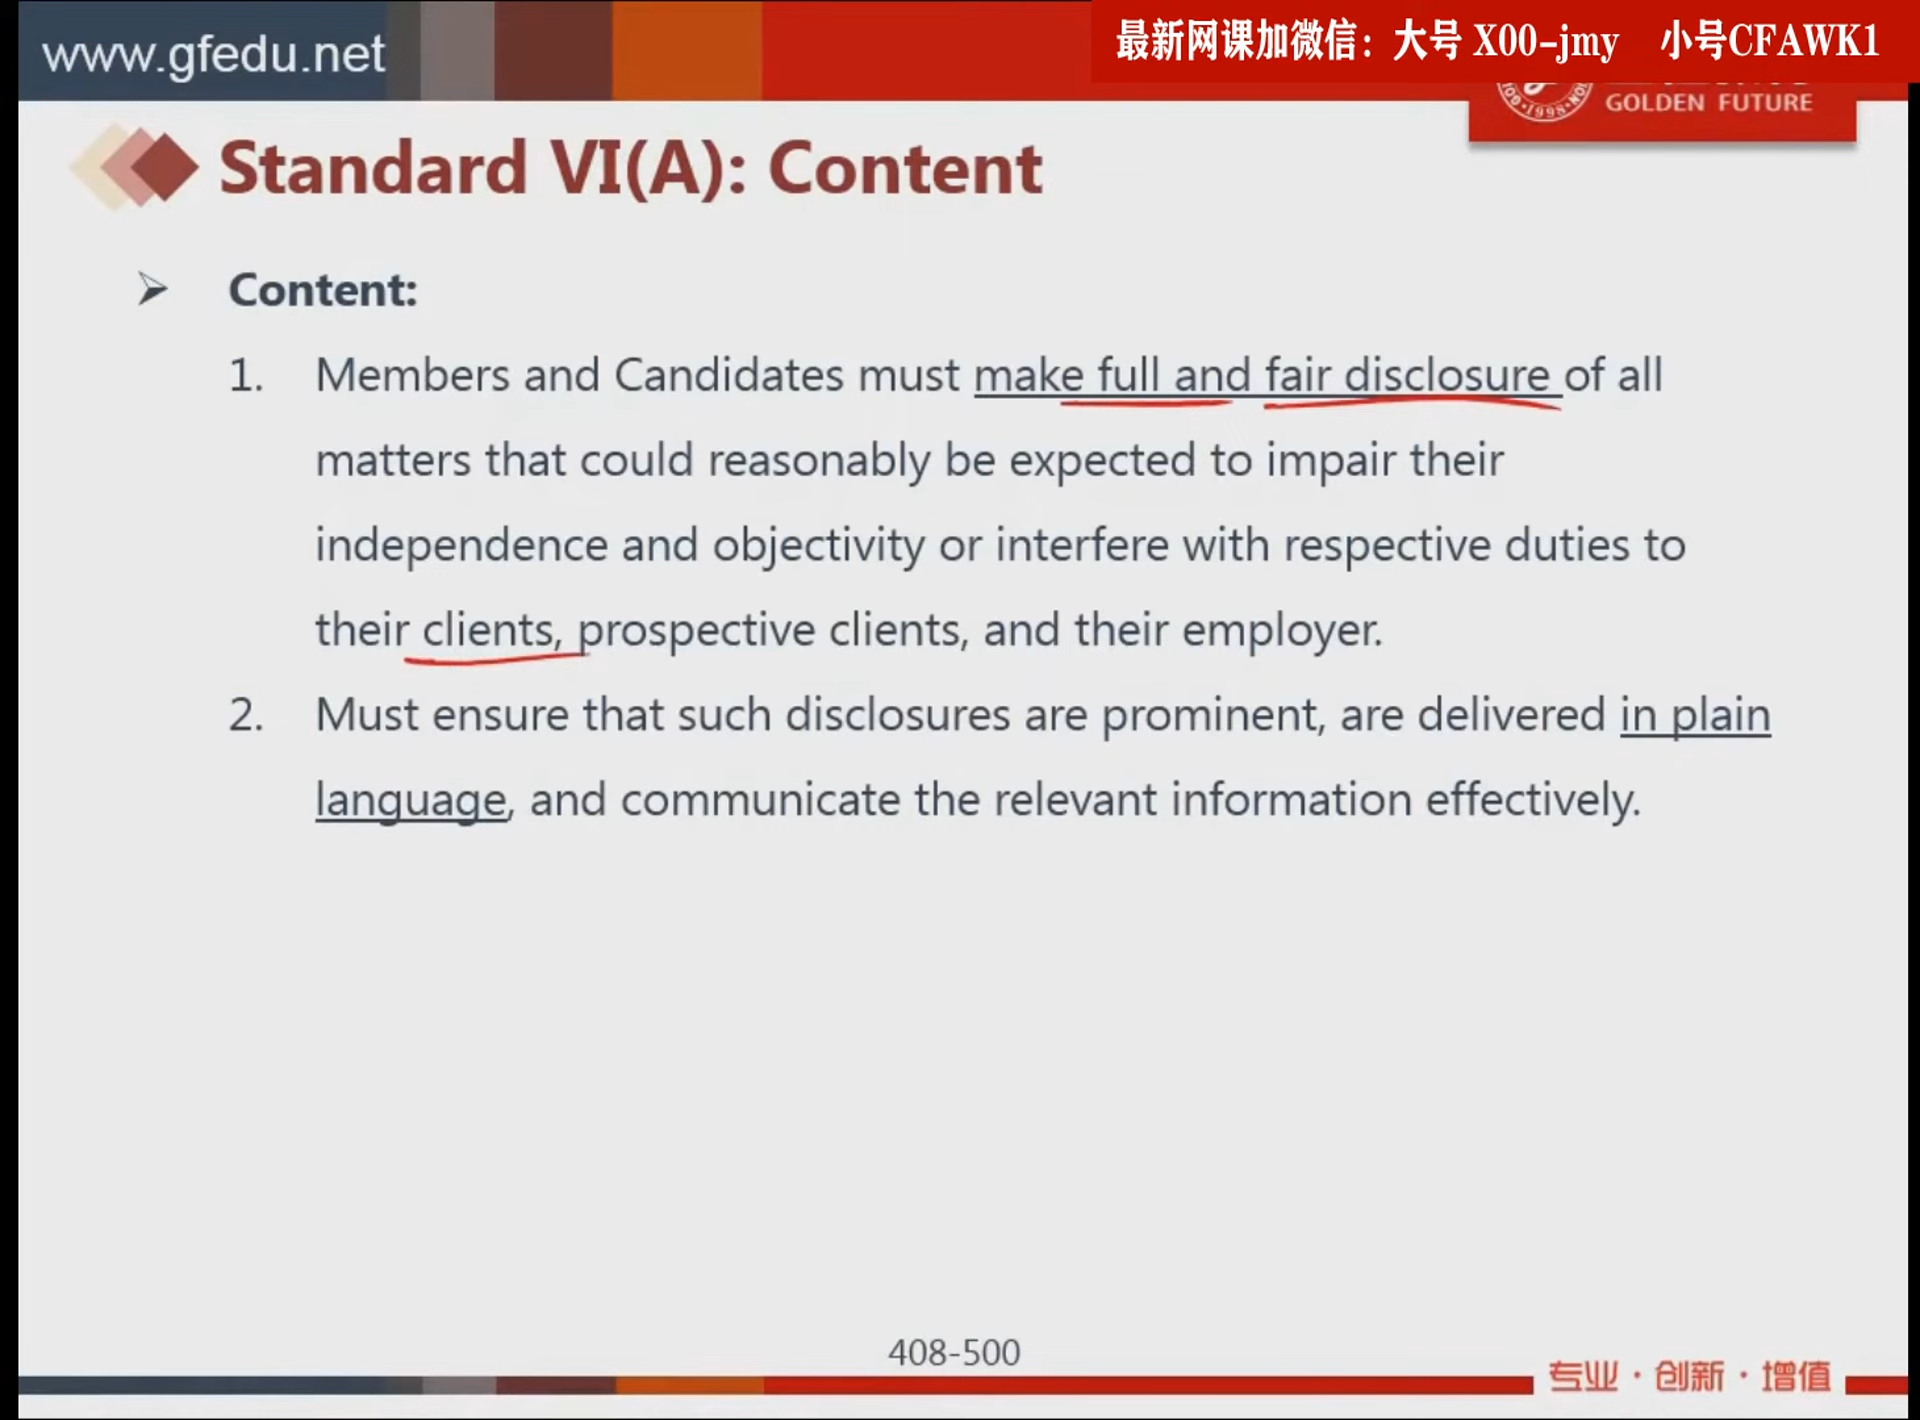 www.gfedu.net
最新网课加微信：大号 X00-jmy 小号CFAWK1
GOLDEN FUTURE
Standard VI(A): Content
Content:
1. Members and Candidates must make full and fair disclosure of all
matters that could reasonably be expected to impair their
independence and objectivity or interfere with respective duties to
their clients, prospective clients, and their employer.
2. Must ensure that such disclosures are prominent, are delivered in plain
language, and communicate the relevant information effectively.
408-500
专业・创新・增值